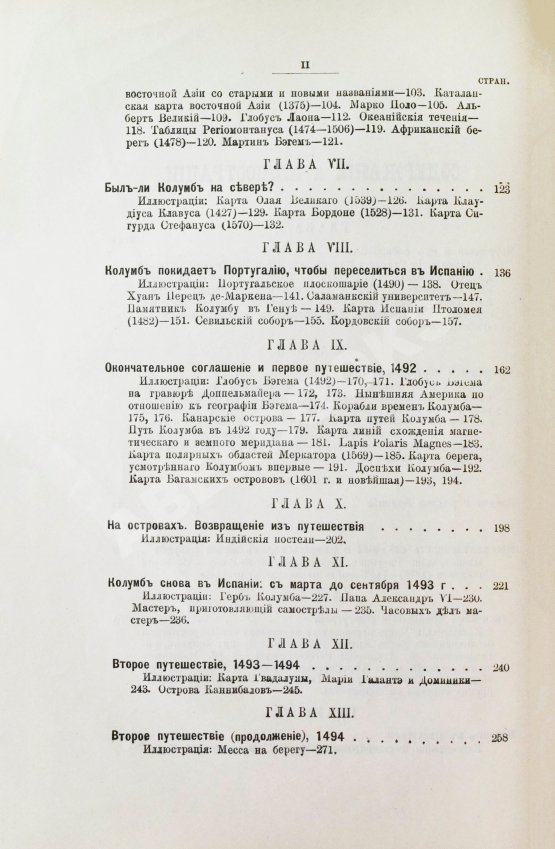 II
СТРАН.
восточной Азіи со старыми и новыми названіями—103. Каталан-
ская карта восточной Азіи (1375)—104. Марко Поло—105. Аль-
бертъ Великій—109. Глобусъ Лаона—112. Океанійскія теченія—
118. Таблицы Регіомонтануса (1474—1506)—119. Африканскій бе-
регъ (1478)—120. Мартинъ Бэгемъ—121.
ГЛАВА VII.
Былъ-ли Колумбъ на сѣверѣ? . . . . . . . . . . . . . . . 123
Иллюстраціи: Карта Олая Великаго (1539)—126. Карта Клау-
діуса Клавуса (1427)—129. Карта Бордоне (1528)—131. Карта Си-
гурда Стефануса (1570)—132.
ГЛАВА VIII.
Колумбъ покидаетъ Португалію, чтобы переселиться въ Испанію . 136
Иллюстраціи: Португальское плоскошаріе (1490)—138. Отецъ
Хуанъ Перецъ де-Маркена—141. Саламанскій университетъ—147.
Памятникъ Колумбу въ Генуѣ—149. Карта Испаніи Птоломея
(1482)—151. Севильскій соборъ—155. Кордовскій соборъ—157.
ГЛАВА IX.
Окончательное соглашеніе и первое путешествіе, 1492 . . . . . 162
Иллюстраціи: Глобусъ Бэгема (1492)—170, 171. Глобусъ Бэгема
на гравюрѣ Доппельмайера—172, 173. Нынѣшняя Америка по
отношенію къ географіи Бэгема—174. Корабли временъ Колумба—
175, 176. Канарскіе острова—177. Карта путей Колумба—178.
Путь Колумба въ 1492 году—179. Карта линій схожденія магне-
тическаго и земного меридіана—181. Lapis Polaris Magnes—183.
Карта полярныхъ областей Меркатора (1569)—185. Карта берега,
усмотрѣннаго Колумбомъ впервые—191. Доспѣхи Колумба—192.
Карта Багамскихъ острововъ (1601 г. и новѣйшая)—193, 194.
ГЛАВА X.
На островахъ. Возвращеніе изъ путешествія . . . . . . . . 198
Иллюстрація: Индійскія постели—202.
ГЛАВА XI.
Колумбъ снова въ Испаніи: съ марта до сентября 1493 г . . . 221
Иллюстраціи: Гербъ Колумба—227. Папа Александръ VI—230.
Мастеръ, приготовляющій самострѣлы—235. Часовыхъ дѣлъ ма-
стеръ—236.
ГЛАВА XII.
Второе путешествіе, 1493—1494 . . . . . . . . . . . . . 240
Иллюстраціи: Карта Гвадалупы, Маріи Галантэ и Доминики—
243. Острова Каннибаловъ—245.
ГЛАВА XIII.
Второе путешествіе (продолженіе), 1494 . . . . . . . . . . 258
Иллюстрація: Месса на берегу—271.